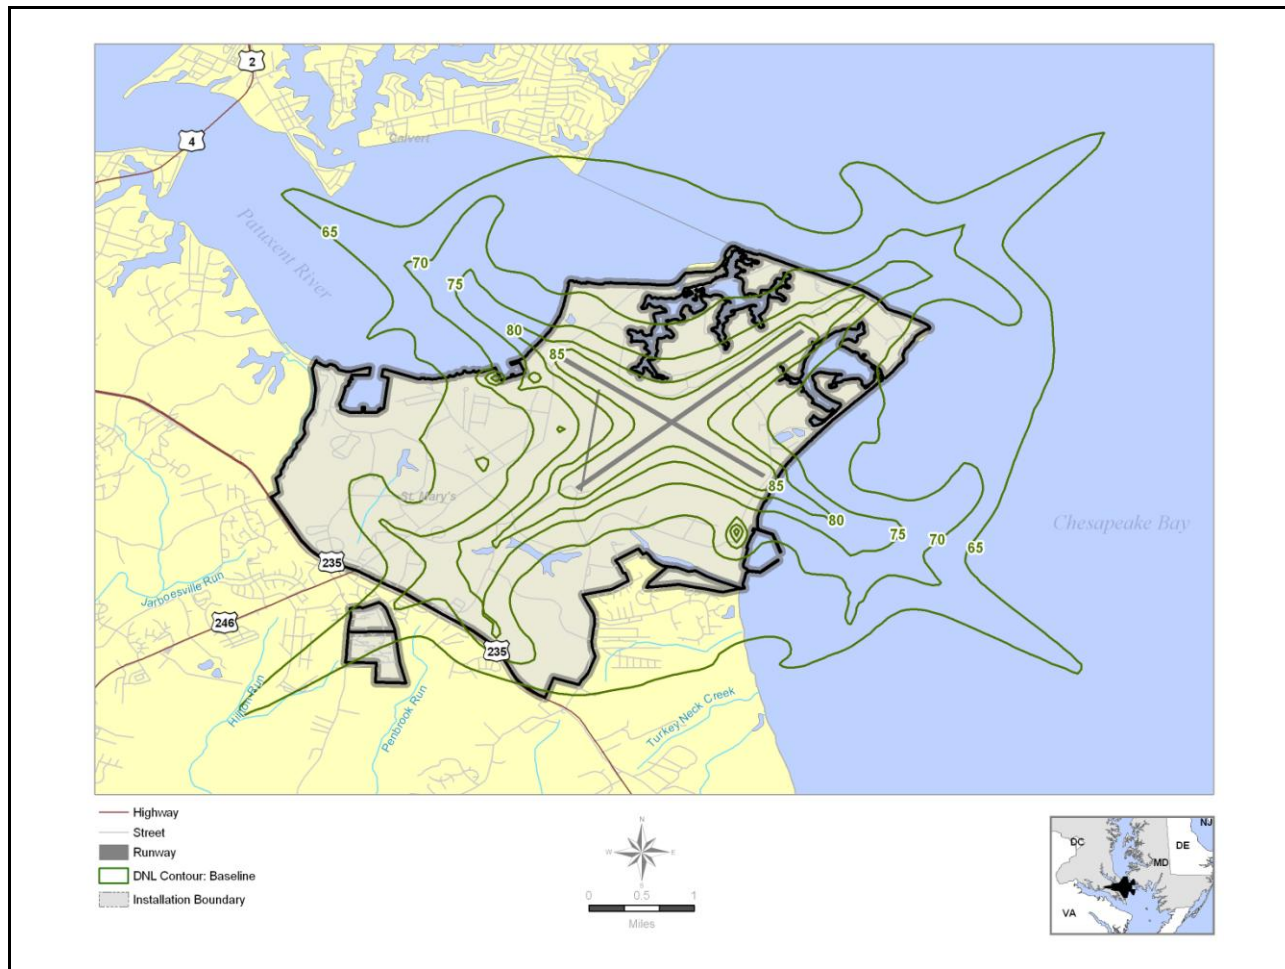 2
4
Calvert
65
Patuxent River
70
75
80
85
St. Mary's
85
80
75
70
65
Chesapeake Bay
235
Jarboesville Run
246
235
Hilton Run
Penbrook Run
Turkey Neck Creek
Highway
Street
Runway
DNL Contour: Baseline
Installation Boundary
N
W
E
S
0
0.5
1
Miles
NJ
DC
DE
MD
VA